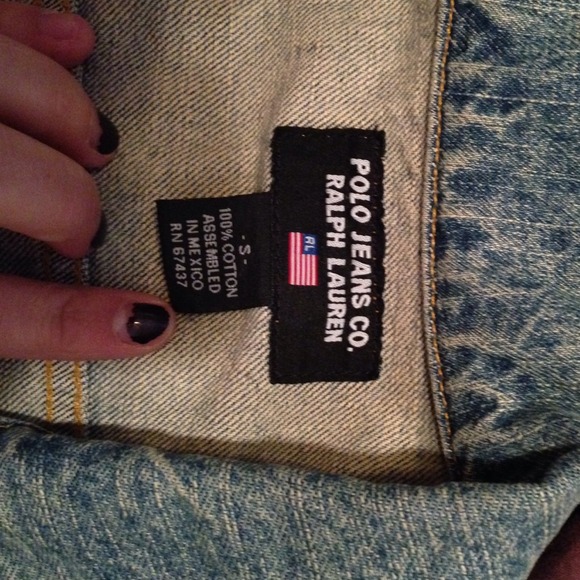 POLO JEANS CO.
RALPH LAUREN
RL
- S -
100% COTTON
ASSEMBLED
IN MEXICO
RN 67437